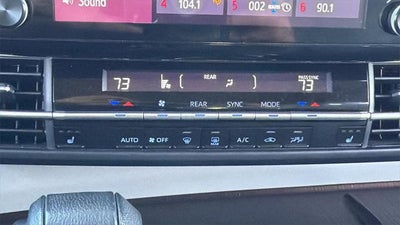 Sound 4 104.1 5 002 6 90.1
73 REAR PASS SYNC 73
REAR SYNC MODE
AUTO OFF REAR A/C